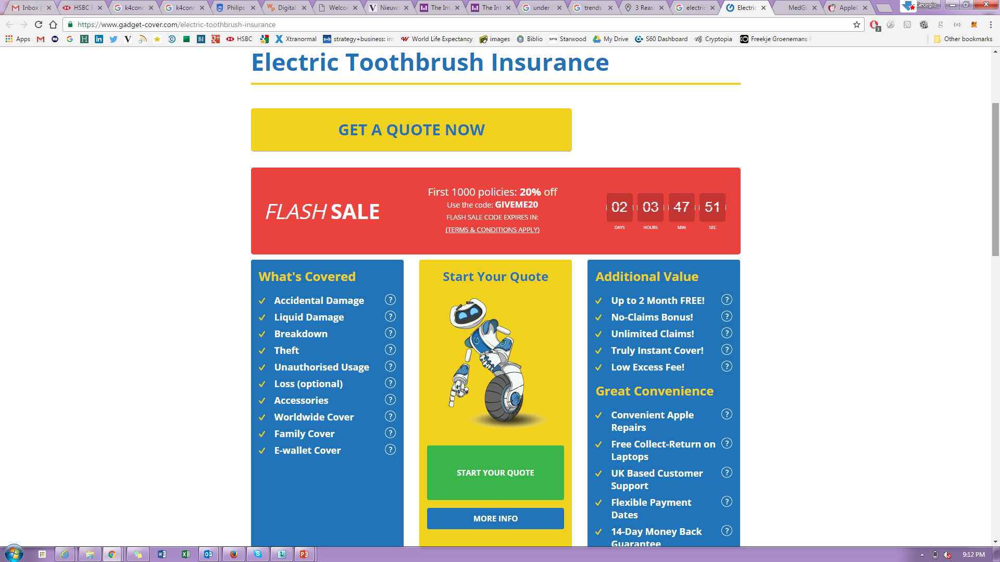 Inbox (
HSBC F
k4conn
k4conn
Philips
Digital
Welcor
Nieuws
The Int
The Int
under
trends
3 Reas
electric
Electric
MedGi
AppleC
Georgio
https://www.gadget-cover.com/electric-toothbrush-insurance
Apps
HSBC
Xtranormal
strategy+business: int
World Life Expectancy
images
Biblio
Starwood
My Drive
S60 Dashboard
Cryptopia
Freekje Groenemans
Other bookmarks
Electric Toothbrush Insurance
GET A QUOTE NOW
FLASH SALE
First 1000 policies: 20% off
Use the code: GIVEME20
FLASH SALE CODE EXPIRES IN:
(TERMS & CONDITIONS APPLY)
02 03 47 51
DAYS HOURS MIN SEC
What's Covered
Accidental Damage ?
Liquid Damage ?
Breakdown ?
Theft ?
Unauthorised Usage ?
Loss (optional) ?
Accessories ?
Worldwide Cover ?
Family Cover ?
E-wallet Cover ?
Start Your Quote
START YOUR QUOTE
MORE INFO
Additional Value
Up to 2 Month FREE! ?
No-Claims Bonus! ?
Unlimited Claims! ?
Truly Instant Cover! ?
Low Excess Fee! ?
Great Convenience
Convenient Apple ?
Repairs
Free Collect-Return on ?
Laptops
UK Based Customer ?
Support
Flexible Payment ?
Dates
14-Day Money Back ?
Guarantee
9:12 PM